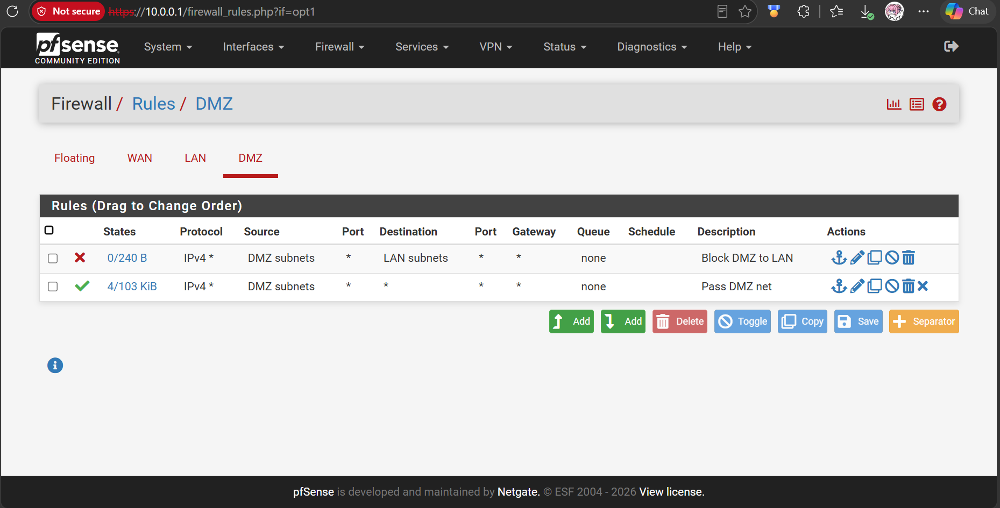 Not secure https://10.0.0.1/firewall_rules.php?if=opt1 Chat
pfsense COMMUNITY EDITION System Interfaces Firewall Services VPN Status Diagnostics Help
Firewall / Rules / DMZ
Floating WAN LAN DMZ
Rules (Drag to Change Order)
States Protocol Source Port Destination Port Gateway Queue Schedule Description Actions
0/240 B IPv4 * DMZ subnets * LAN subnets * * none Block DMZ to LAN
4/103 KiB IPv4 * DMZ subnets * * * * none Pass DMZ net
Add Add Delete Toggle Copy Save Separator
pfSense is developed and maintained by Netgate. © ESF 2004 - 2026 View license.